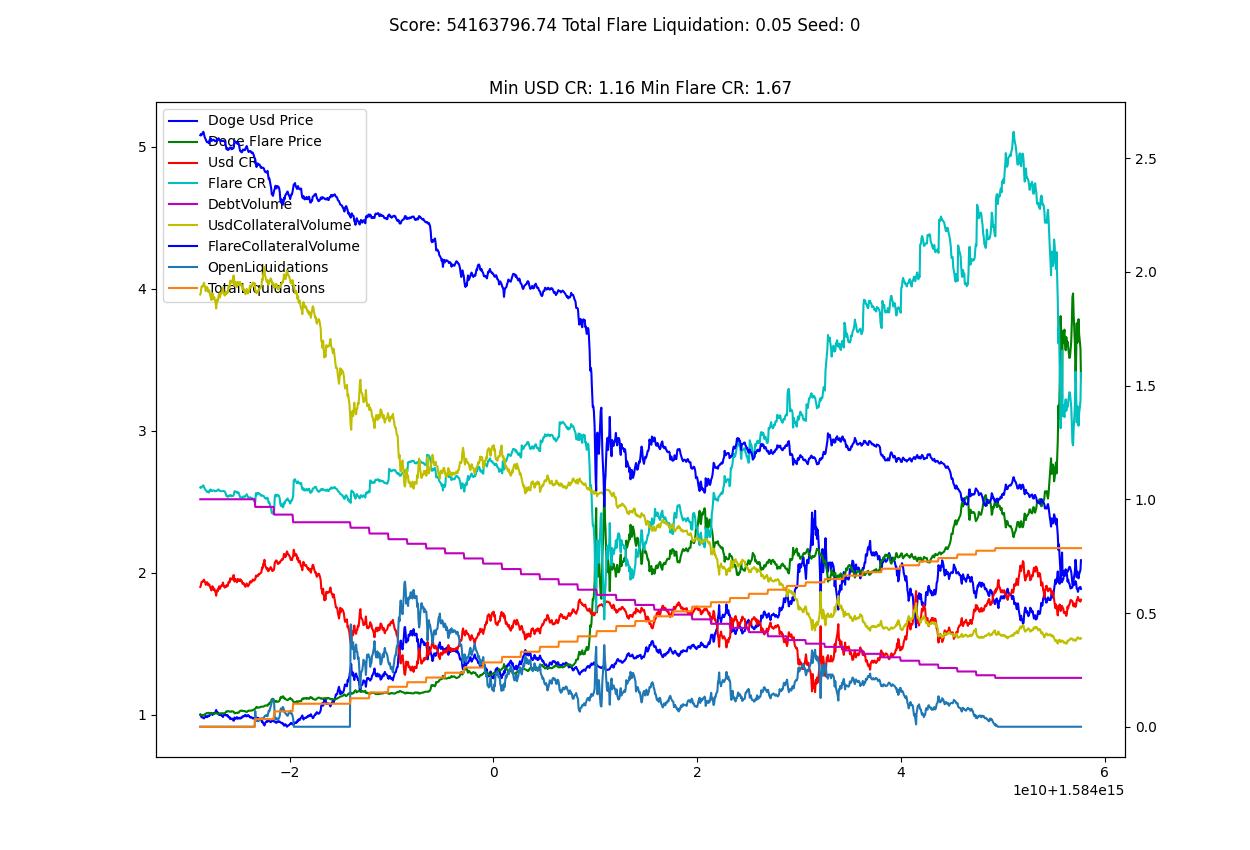 Score: 54163796.74 Total Flare Liquidation: 0.05 Seed: 0
Min USD CR: 1.16 Min Flare CR: 1.67
Doge Usd Price
Doge Flare Price
Usd CR
Flare CR
DebtVolume
UsdCollateralVolume
FlareCollateralVolume
OpenLiquidations
TotalLiquidations
5
4
3
2
1
2.5
2.0
1.5
1.0
0.5
0.0
−2
0
2
4
6
1e10+1.584e15